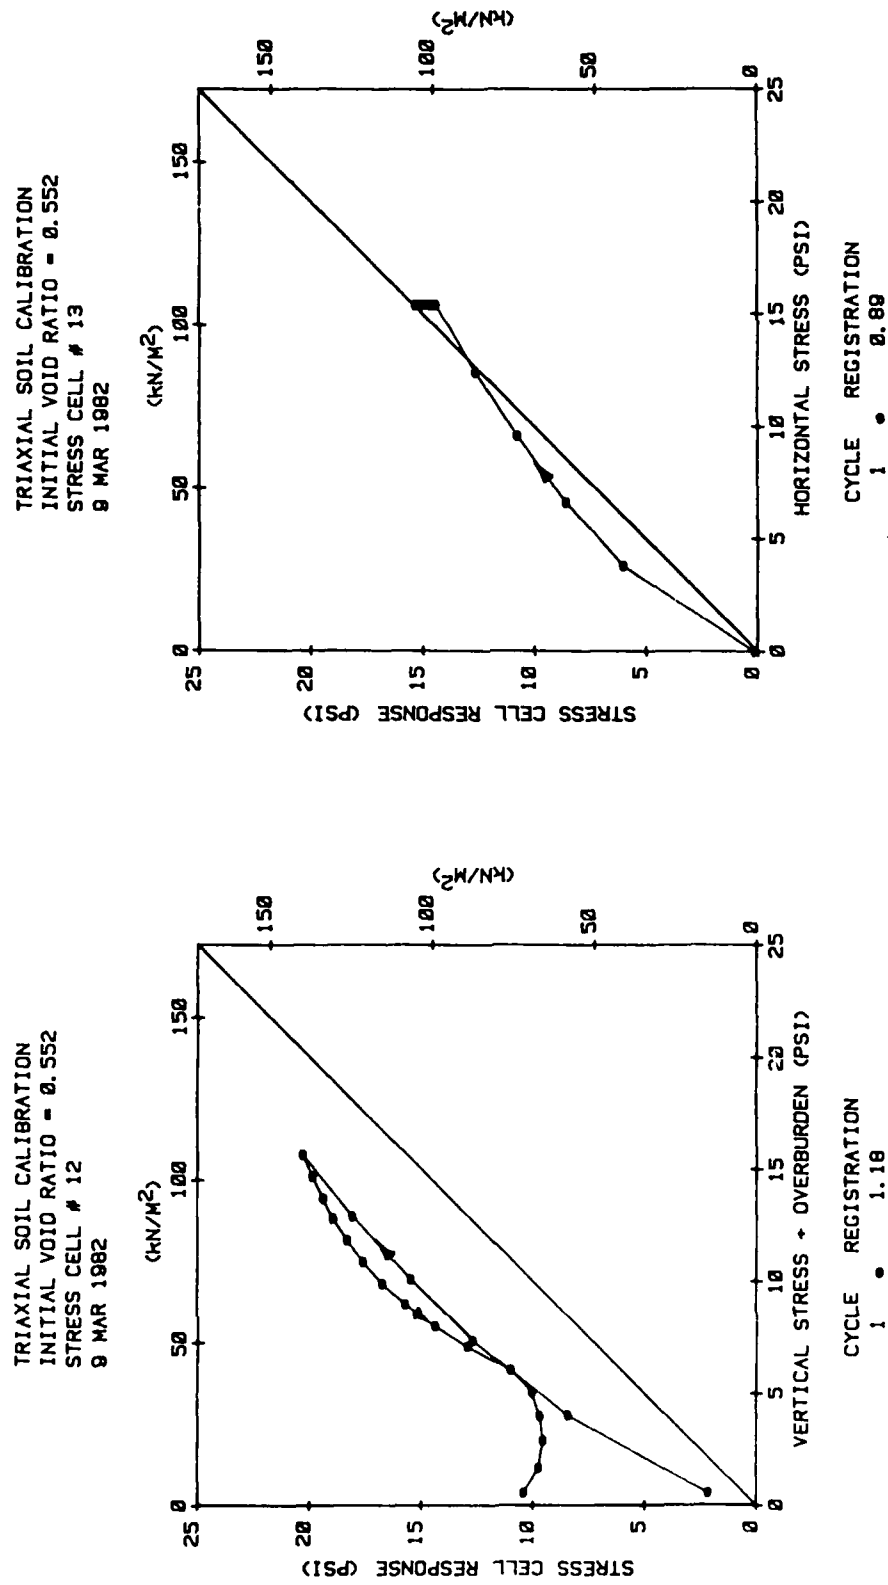 TRIAXIAL SOIL CALIBRATION
INITIAL VOID RATIO = 0.552
STRESS CELL # 12
9 MAR 1982
(kN/M²)
0 50 100 150
25
20
15
10
5
0
STRESS CELL RESPONSE (PSI)
150
100
50
0
(kN/M²)
0 5 10 15 20 25
VERTICAL STRESS + OVERBURDEN (PSI)
CYCLE REGISTRATION
1 1.18
TRIAXIAL SOIL CALIBRATION
INITIAL VOID RATIO = 0.552
STRESS CELL # 13
9 MAR 1982
(kN/M²)
0 50 100 150
25
20
15
10
5
0
STRESS CELL RESPONSE (PSI)
150
100
50
0
(kN/M²)
0 5 10 15 20 25
HORIZONTAL STRESS (PSI)
CYCLE REGISTRATION
1 0.89